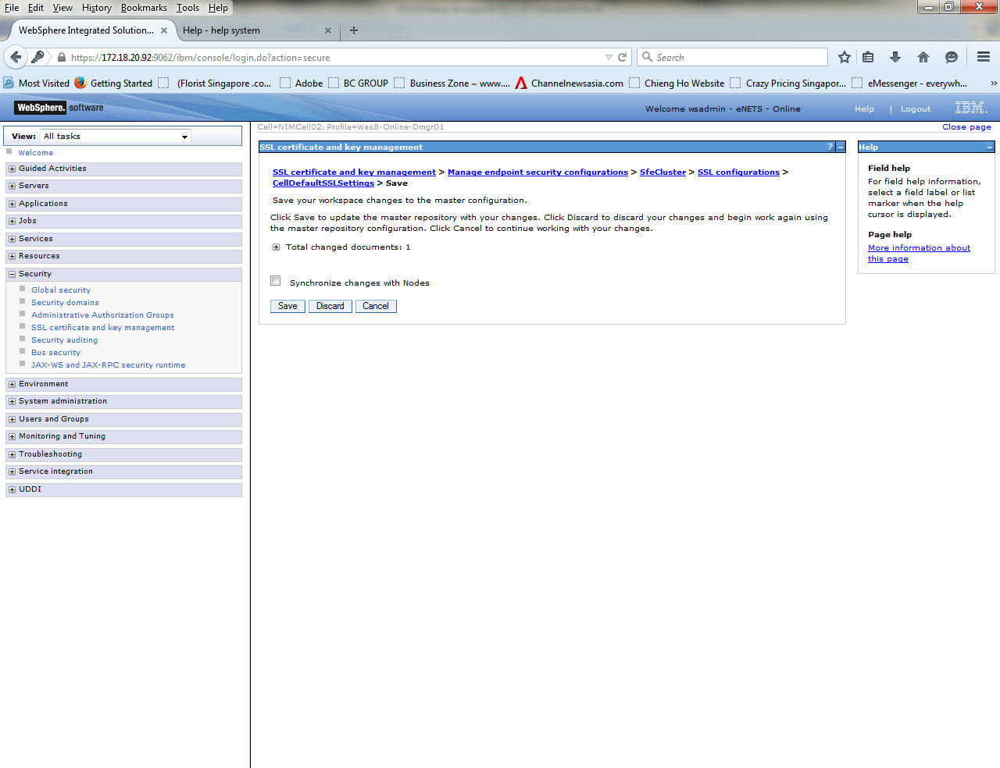 File Edit View History Bookmarks Tools Help
WebSphere Integrated Solution... × Help - help system × +
https://172.18.20.92:9062/ibm/console/login.do?action=secure Search
Most Visited Getting Started (Florist Singapore .co... Adobe BC GROUP Business Zone ~ www.... Channelnewsasia.com Chieng Ho Website Crazy Pricing Singapor... eMessenger - everywh... »
WebSphere. software Welcome wsadmin - eNETS - Online Help | Logout IBM.
Cell=NIMCell02, Profile=Was8-Online-Dmgr01 Close page
View: All tasks
Welcome
Guided Activities
Servers
Applications
Jobs
Services
Resources
Security
Global security
Security domains
Administrative Authorization Groups
SSL certificate and key management
Security auditing
Bus security
JAX-WS and JAX-RPC security runtime
Environment
System administration
Users and Groups
Monitoring and Tuning
Troubleshooting
Service integration
UDDI
SSL certificate and key management ? –
SSL certificate and key management > Manage endpoint security configurations > SfeCluster > SSL configurations >
CellDefaultSSLSettings > Save
Save your workspace changes to the master configuration.
Click Save to update the master repository with your changes. Click Discard to discard your changes and begin work again using
the master repository configuration. Click Cancel to continue working with your changes.
Total changed documents: 1
Synchronize changes with Nodes
Save Discard Cancel
Help –
Field help
For field help information,
select a field label or list
marker when the help
cursor is displayed.
Page help
More information about
this page